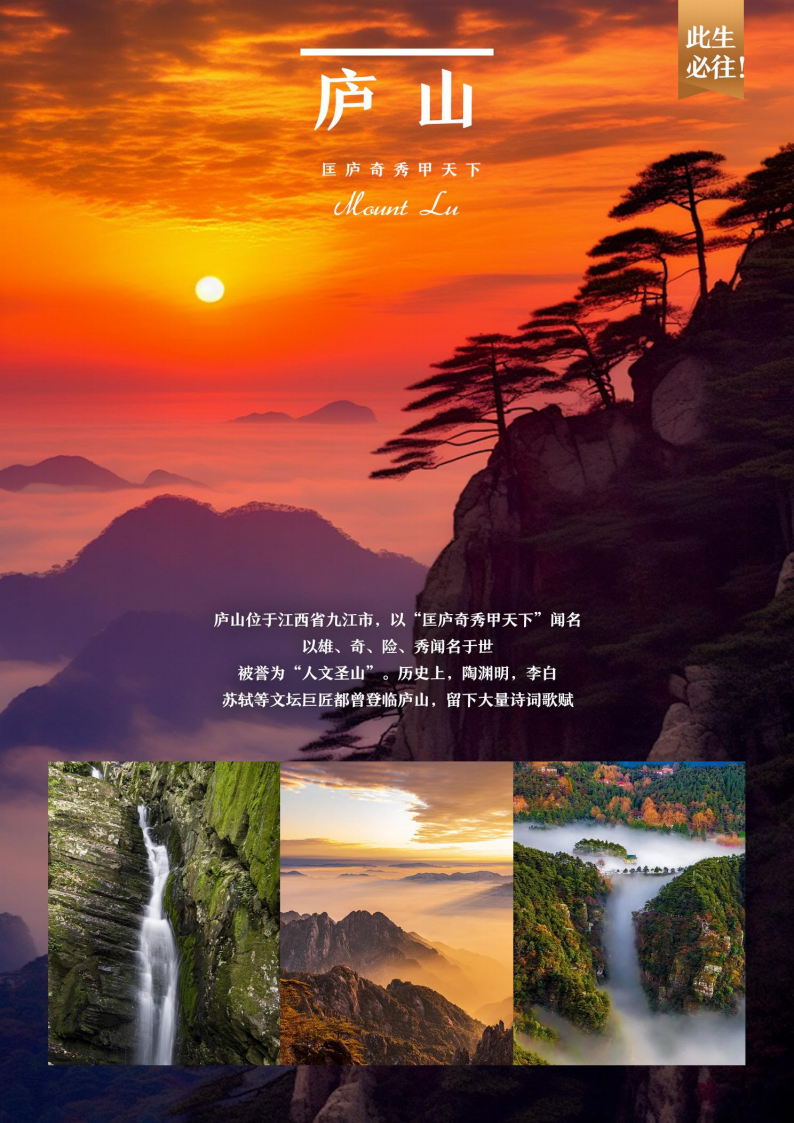 此生
必往!
庐山
匡庐奇秀甲天下
Mount Lu
庐山位于江西省九江市，以“匡庐奇秀甲天下”闻名
以雄、奇、险、秀闻名于世
被誉为“人文圣山”。历史上，陶渊明，李白
苏轼等文坛巨匠都曾登临庐山，留下大量诗词歌赋